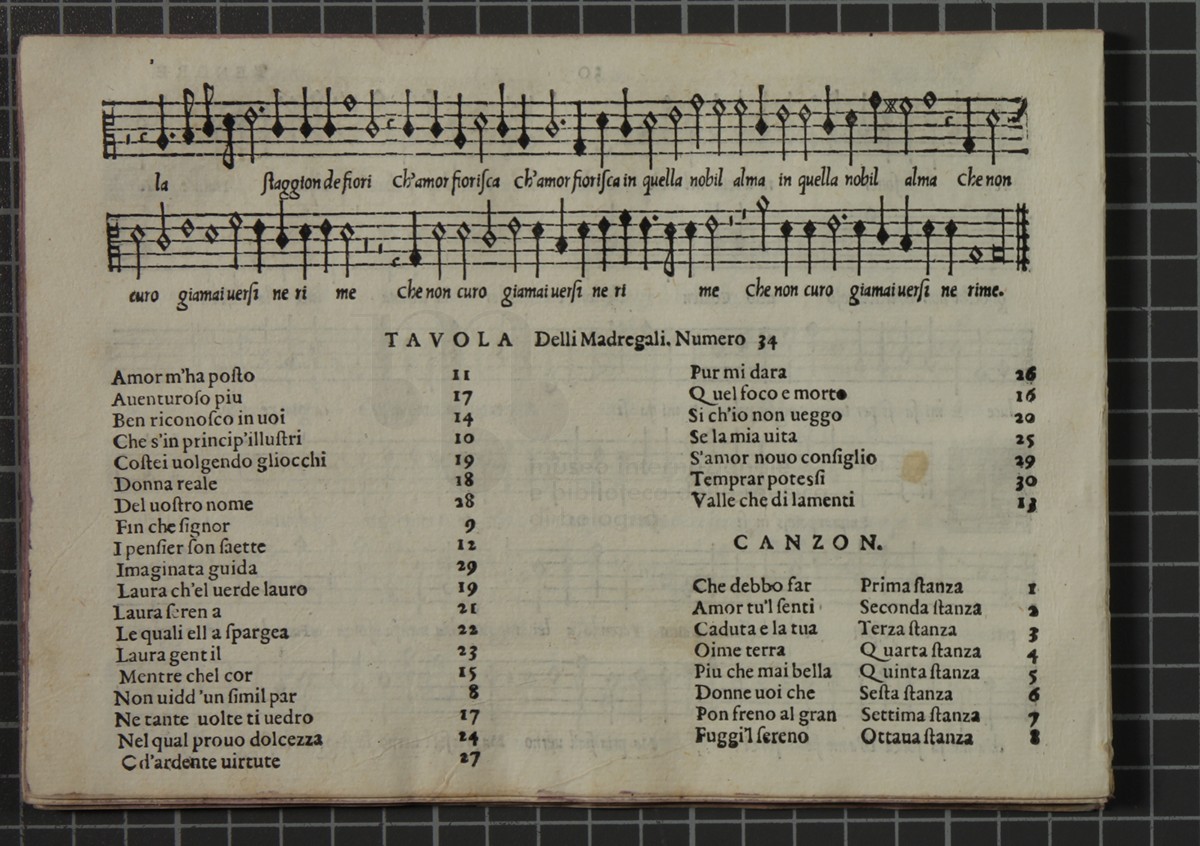 la ſtaggion de fiori Ch'amor fioriſca Ch'amor fioriſca in quella nobil alma in quella nobil alma Che non
curo giamai uerſi ne ri me Che non curo giamai uerſi ne ri me Che non curo giamai uerſi ne rime.
TAVOLA Delli Madregali. Numero 34
Amor m'ha poſto 11
Auenturoſo piu 17
Ben riconoſco in uoi 14
Che s'in princip'illuſtri 10
Coſtei uolgendo gliocchi 19
Donna reale 18
Del uoſtro nome 28
Fin che ſignor 9
I penſier ſon ſaette 12
Imaginata guida 29
Laura ch'el uerde lauro 19
Laura ſeren a 21
Le quali ell a ſpargea 22
Laura gent il 23
Mentre chel cor 15
Non uidd'un ſimil par 8
Ne tante uolte ti uedro 17
Nel qual prouo dolcezza 24
O d'ardente uirtute 27
Pur mi dara 26
Quel foco e morto 16
Si ch'io non ueggo 20
Se la mia uita 25
S'amor nouo conſiglio 29
Temprar potesſi 30
Valle che di lamenti 13
CANZON.
Che debbo far Prima ſtanza 1
Amor tu'l ſenti Seconda ſtanza 2
Caduta e la tua Terza ſtanza 3
Oime terra Quarta ſtanza 4
Piu che mai bella Quinta ſtanza 5
Donne uoi che Seſta ſtanza 6
Pon freno al gran Settima ſtanza 7
Fuggi'l ſereno Ottaua ſtanza 8